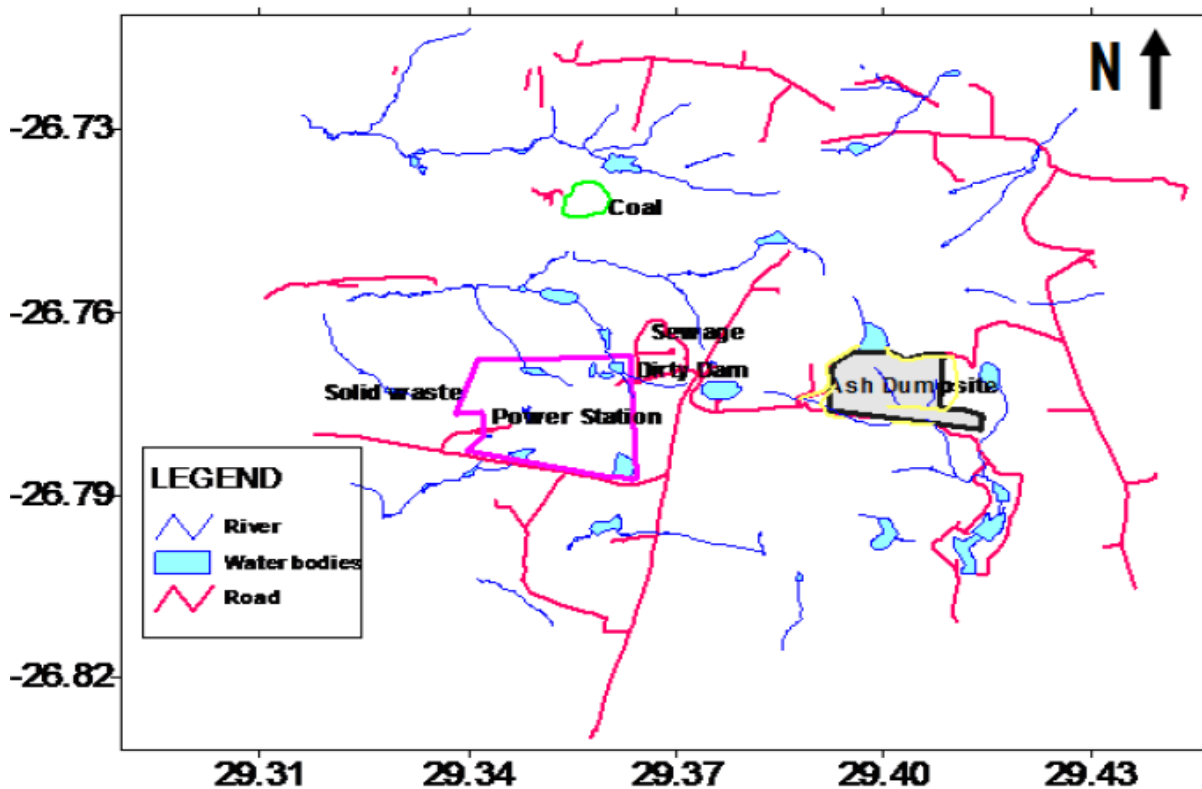 N
-26.73
Coal
-26.76
Sewage
Dirty Dam
Solid waste
Ash Dumpsite
Power Station
LEGEND
-26.79
River
Water bodies
Road
-26.82
29.31 29.34 29.37 29.40 29.43